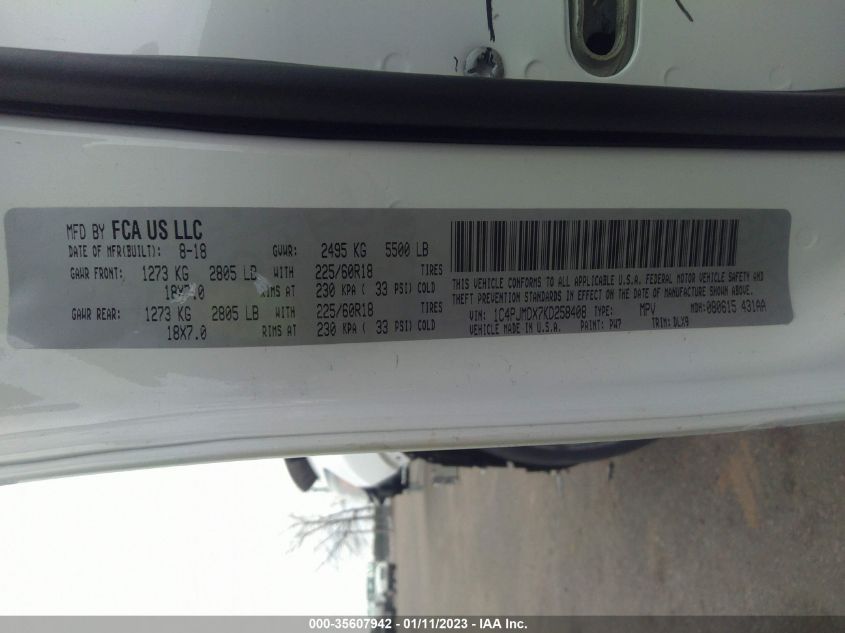 MFD BY FCA US LLC
DATE OF MFR(BUILT): 8-18 GVWR: 2495 KG 5500 LB
GAWR FRONT: 1273 KG 2805 LB WITH 225/60R18 TIRES
18X7.0 RIMS AT 230 KPA ( 33 PSI) COLD
GAWR REAR: 1273 KG 2805 LB WITH 225/60R18 TIRES
18X7.0 RIMS AT 230 KPA ( 33 PSI) COLD
THIS VEHICLE CONFORMS TO ALL APPLICABLE U.S.A. FEDERAL MOTOR VEHICLE SAFETY AND
THEFT PREVENTION STANDARDS IN EFFECT ON THE DATE OF MANUFACTURE SHOWN ABOVE.
VIN: 1C4PJMDX7KD258408 TYPE: MPV MDH: 080615 431AA
VEHICLE MADE IN U.S.A. PAINT: PW7 TRIM: DLX9
000-35607942 - 01/11/2023 - IAA Inc.